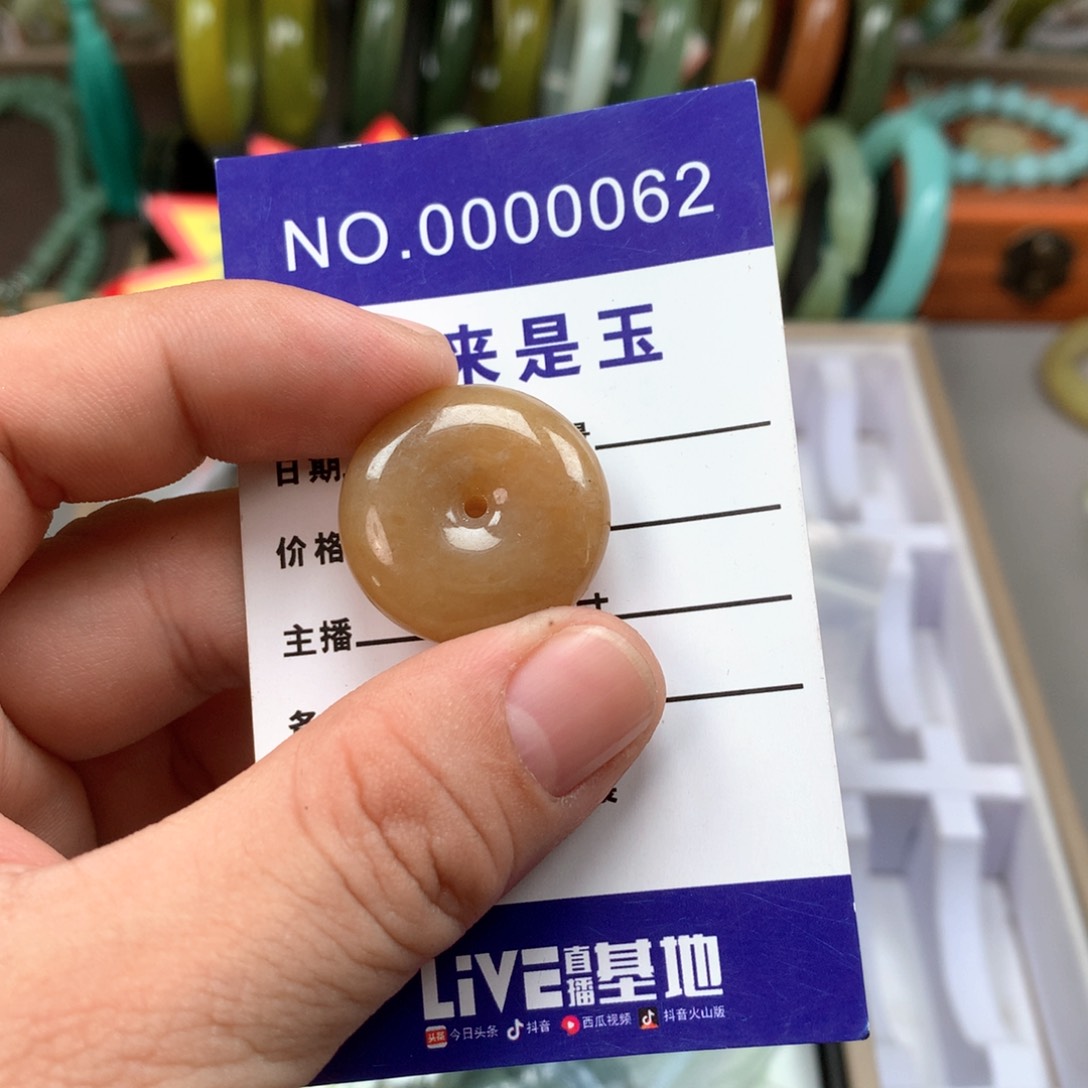 NO.0000062
来是玉
日期
价格
主播
LIVE直播基地
今日头条 抖音 西瓜视频 抖音火山版